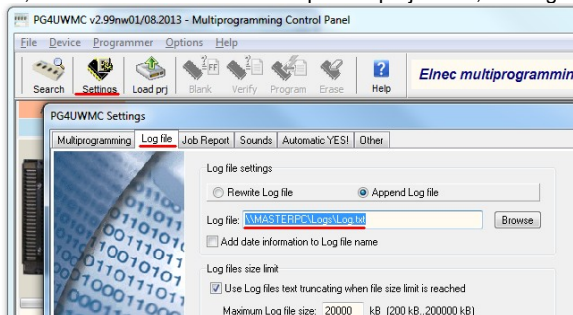 PG4UWMC v2.99nw01/08.2013 - Multiprogramming Control Panel
File Device Programmer Options Help
Search Settings Load prj Blank Verify Program Erase Help
Elnec multiprogrammin
PG4UWMC Settings
Multiprogramming Log file Job Report Sounds Automatic YES! Other
Log file settings
Rewrite Log file Append Log file
Log file: \\MASTERPC\Logs\Log.txt Browse
Add date information to Log file name
Log files size limit
Use Log files text truncating when file size limit is reached
Maximum Log file size: 20000 kB (200 kB..200000 kB)